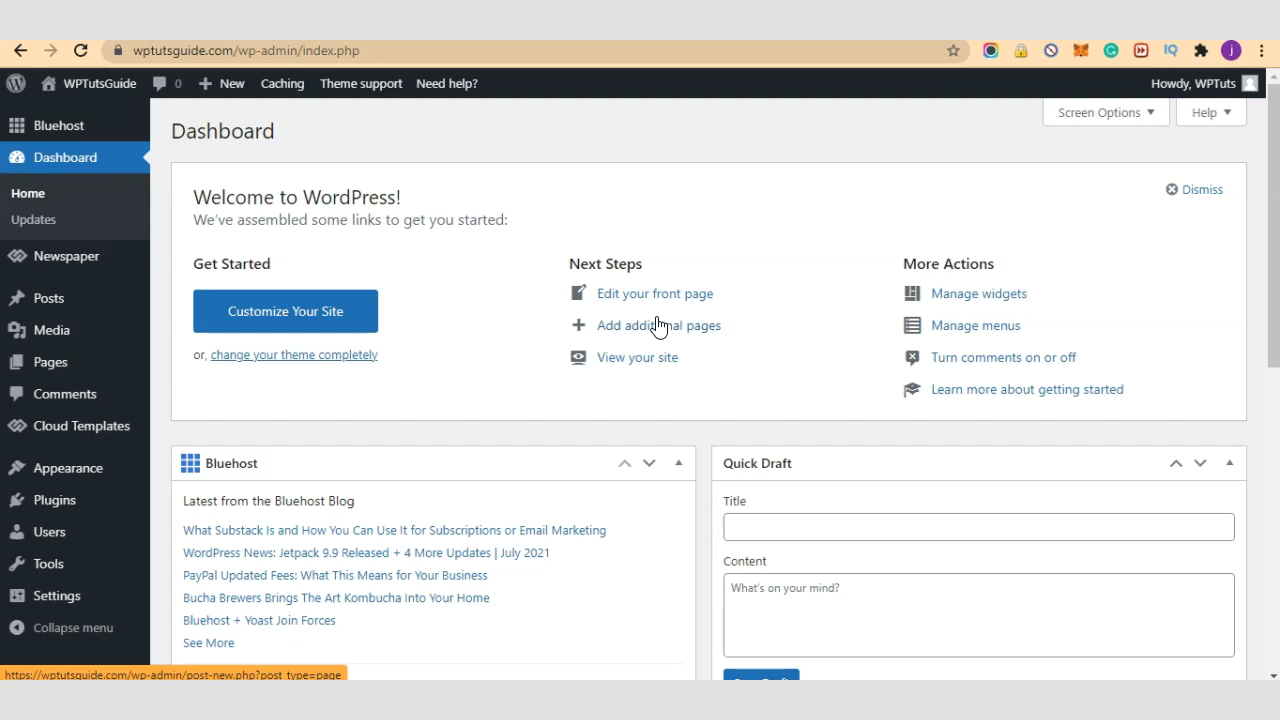 wptutsguide.com/wp-admin/index.php
WPTutsGuide 0 New Caching Theme support Need help? Howdy, WPTuts
Bluehost
Dashboard
Home
Updates
Newspaper
Posts
Media
Pages
Comments
Cloud Templates
Appearance
Plugins
Users
Tools
Settings
Collapse menu
Screen Options Help
Dashboard
Welcome to WordPress!
Dismiss
We've assembled some links to get you started:
Get Started
Customize Your Site
or, change your theme completely
Next Steps
Edit your front page
Add additional pages
View your site
More Actions
Manage widgets
Manage menus
Turn comments on or off
Learn more about getting started
Bluehost
Latest from the Bluehost Blog
What Substack Is and How You Can Use It for Subscriptions or Email Marketing
WordPress News: Jetpack 9.9 Released + 4 More Updates | July 2021
PayPal Updated Fees: What This Means for Your Business
Bucha Brewers Brings The Art Kombucha Into Your Home
Bluehost + Yoast Join Forces
See More
Quick Draft
Title
Content
What's on your mind?
https://wptutsguide.com/wp-admin/post-new.php?post_type=page